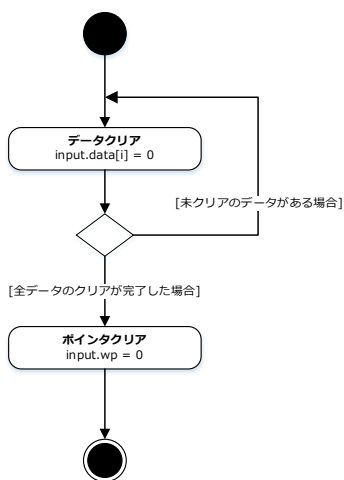 データクリア
input.data[i] = 0
[未クリアのデータがある場合]
[全データのクリアが完了した場合]
ポインタクリア
input.wp = 0